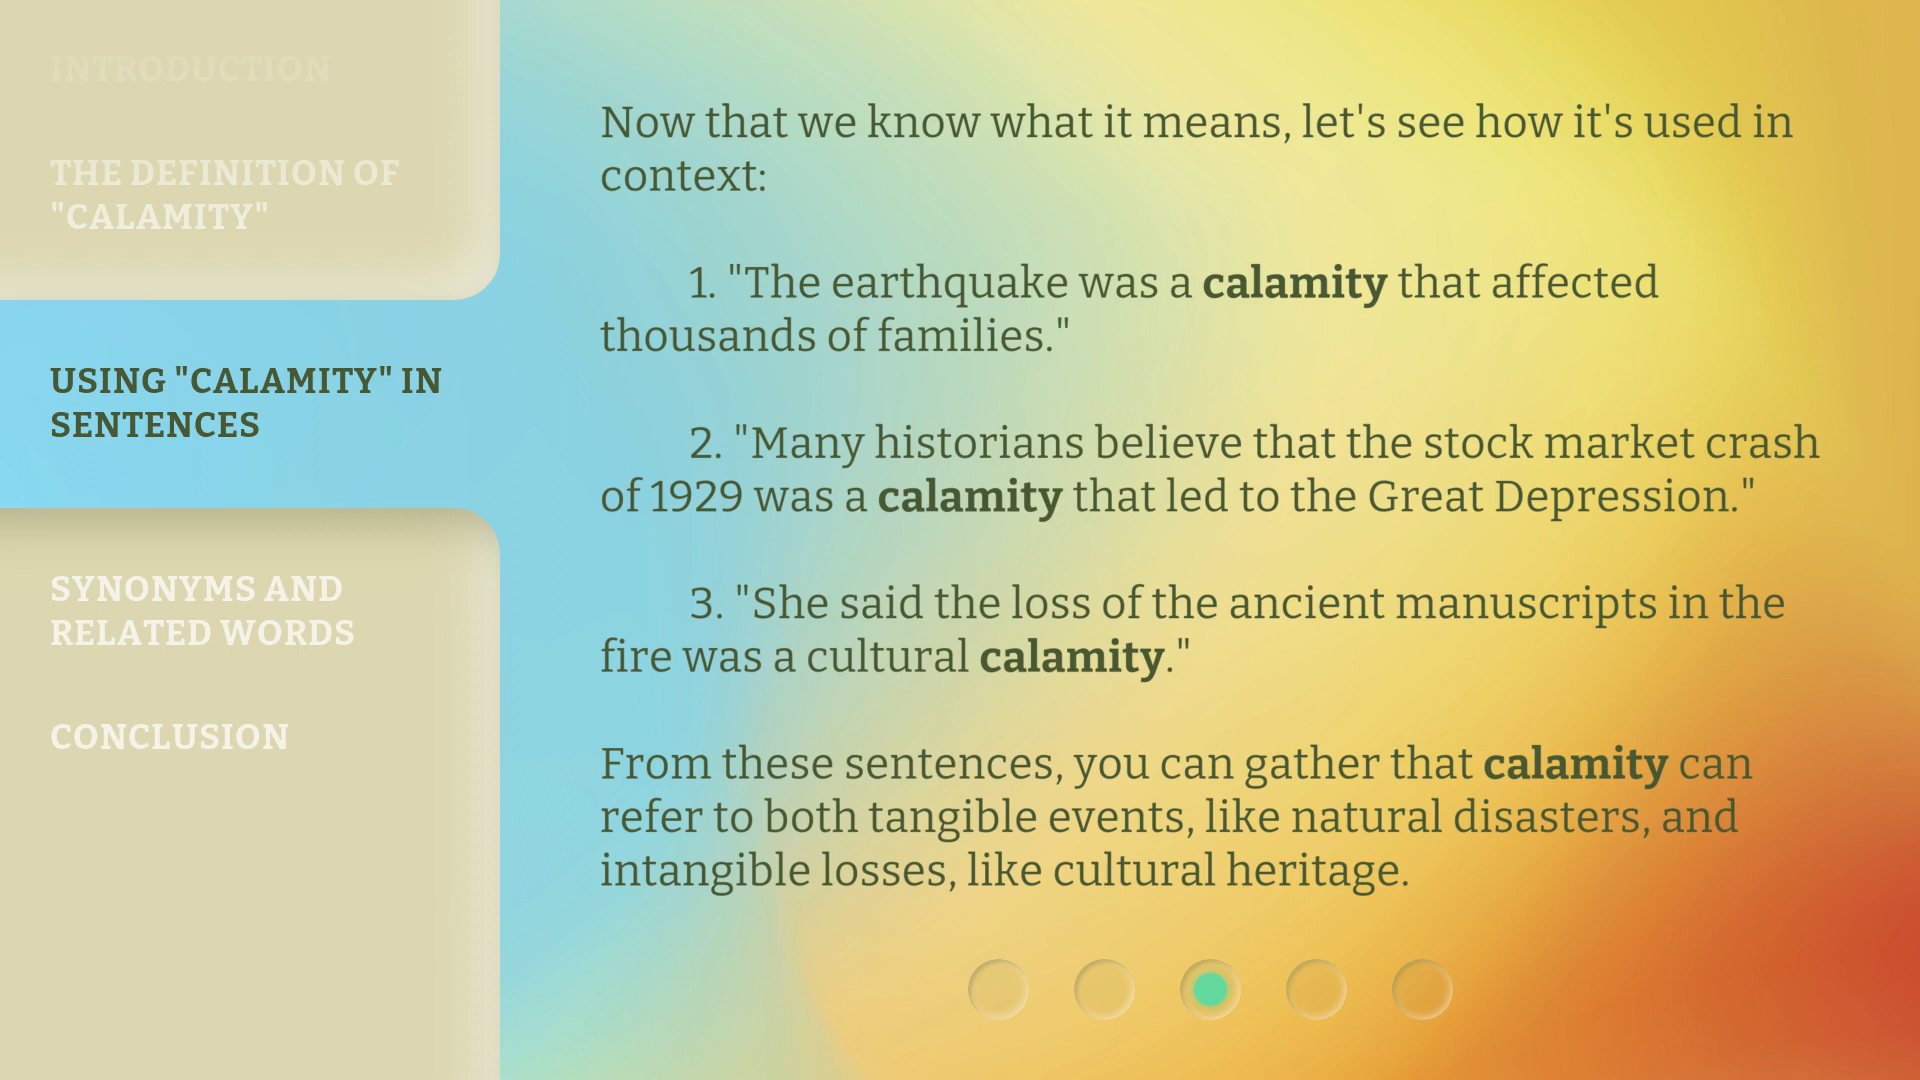 INTRODUCTION
THE DEFINITION OF
"CALAMITY"
USING "CALAMITY" IN
SENTENCES
SYNONYMS AND
RELATED WORDS
CONCLUSION
Now that we know what it means, let's see how it's used in
context:
1. "The earthquake was a calamity that affected
thousands of families."
2. "Many historians believe that the stock market crash
of 1929 was a calamity that led to the Great Depression."
3. "She said the loss of the ancient manuscripts in the
fire was a cultural calamity."
From these sentences, you can gather that calamity can
refer to both tangible events, like natural disasters, and
intangible losses, like cultural heritage.